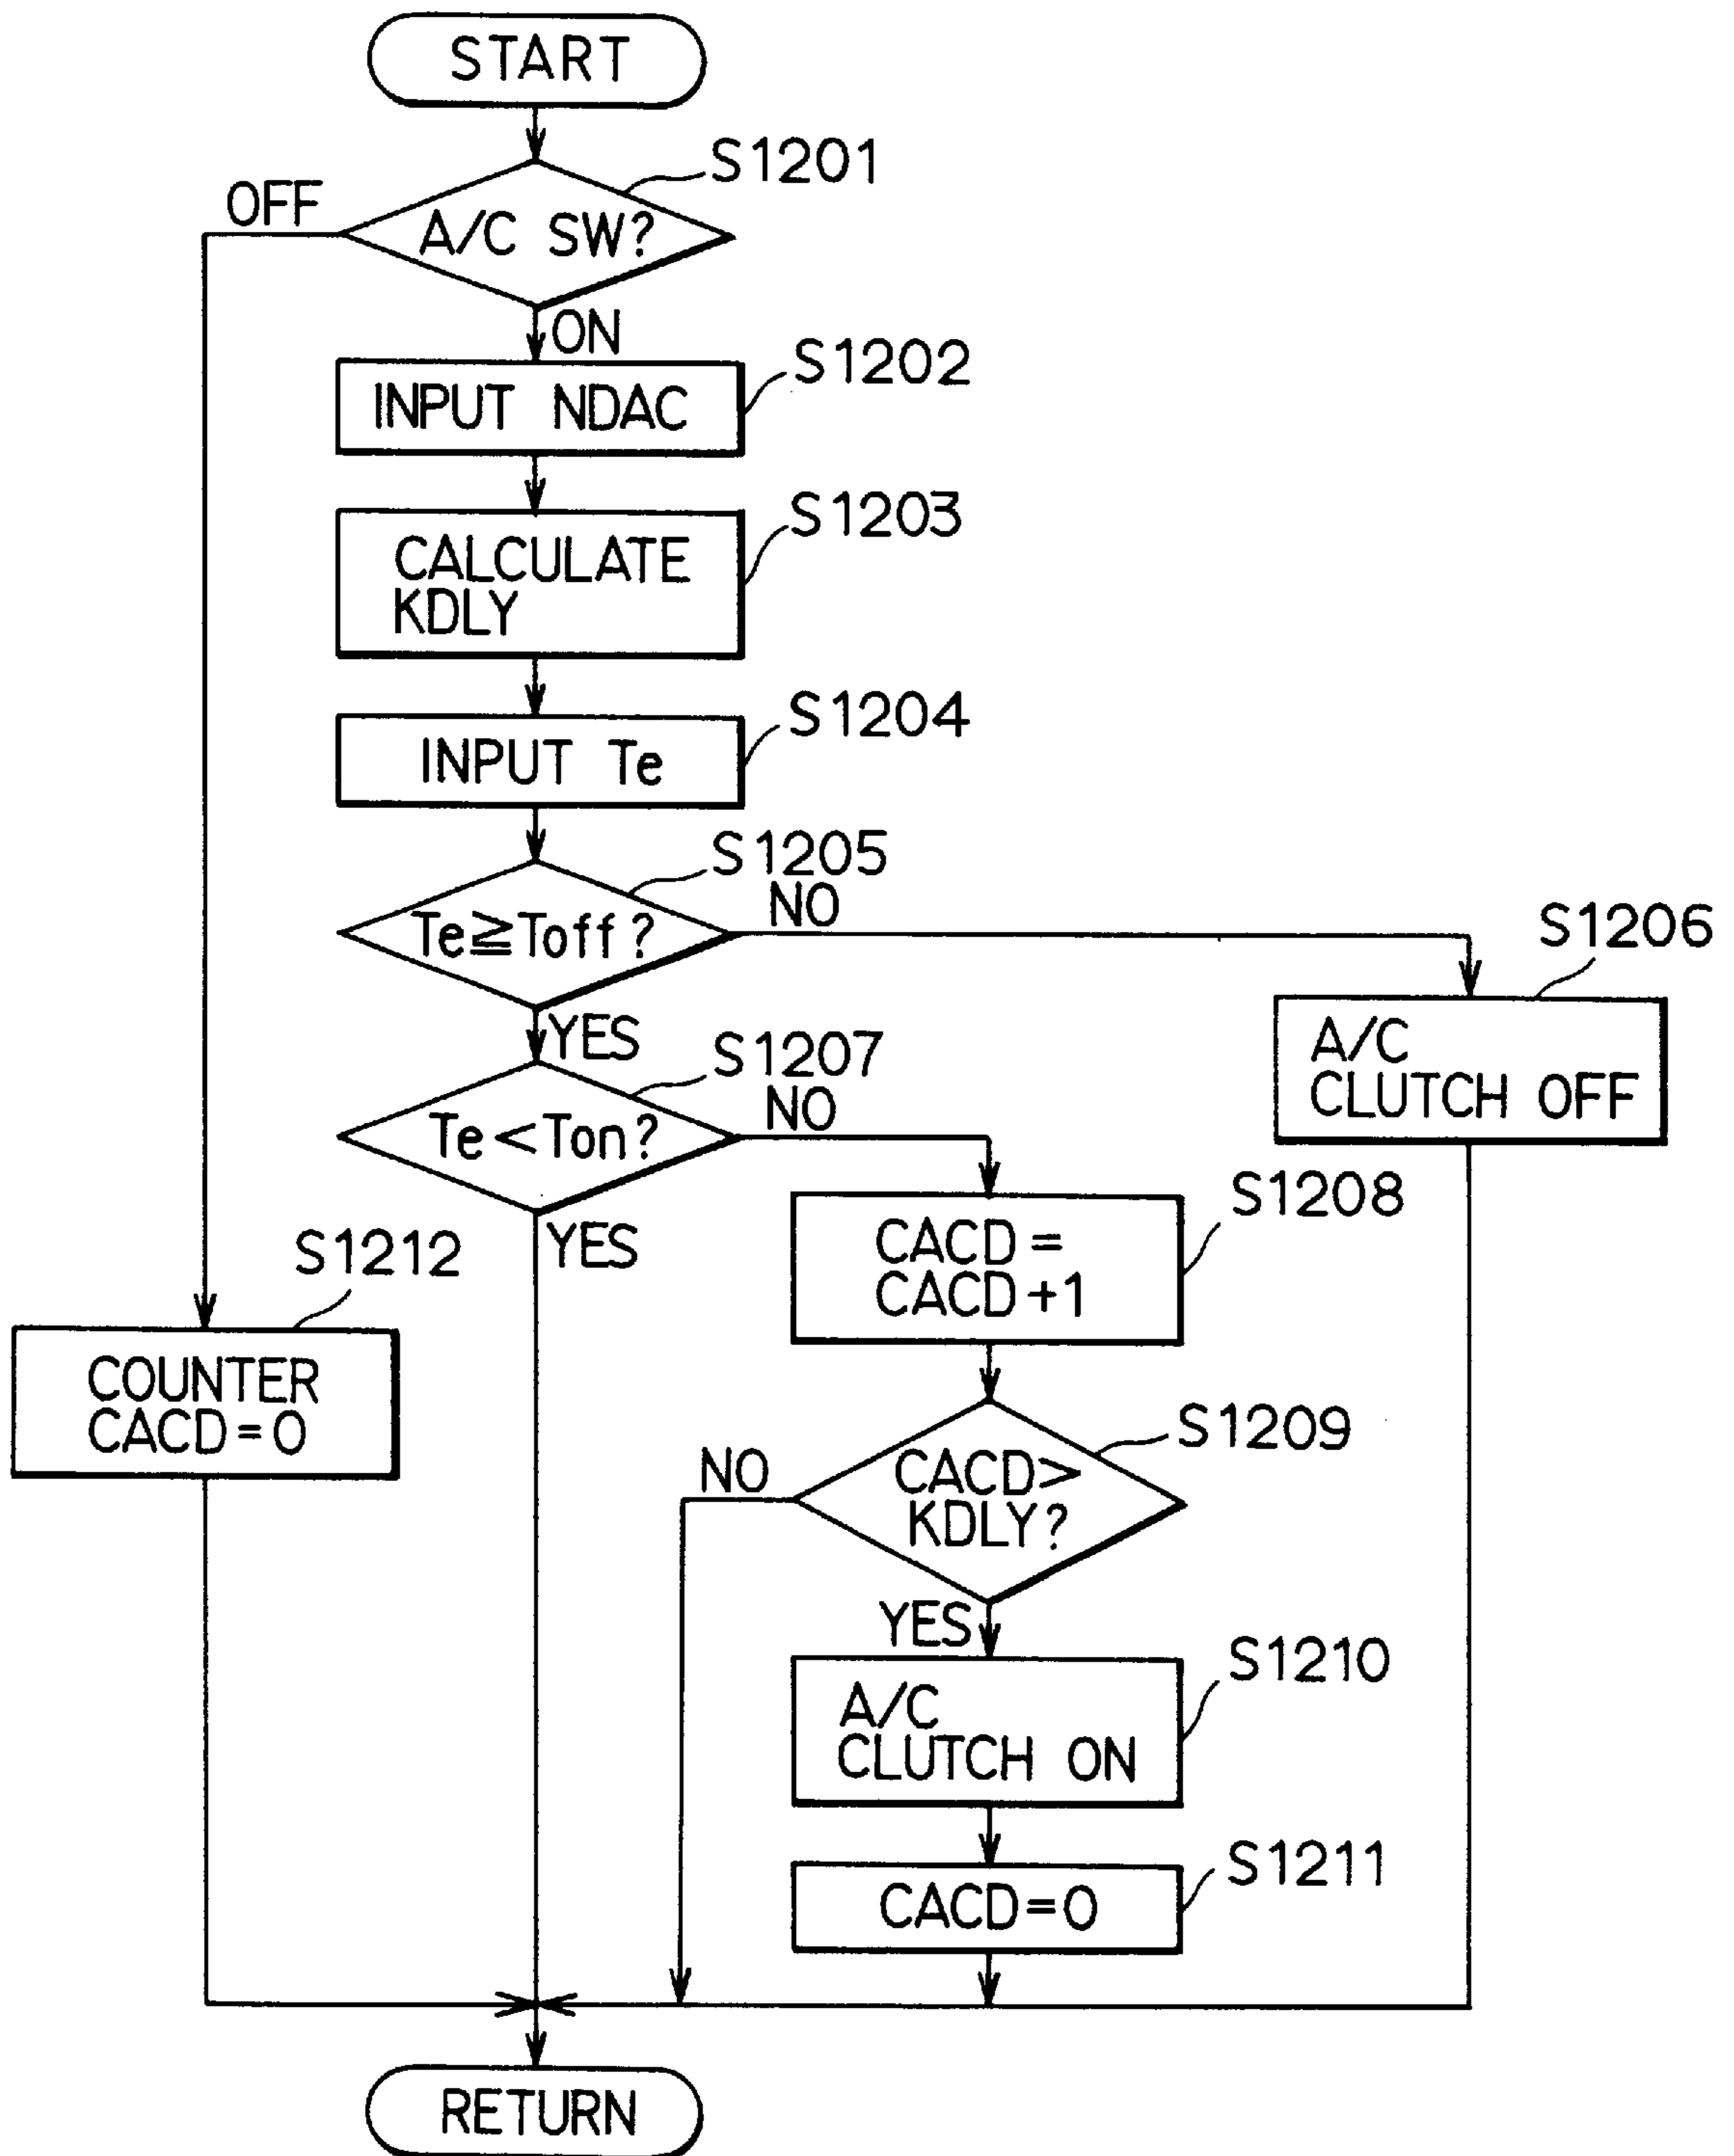 START
S1201
OFF
A/C SW?
ON
S1202
INPUT NDAC
S1203
CALCULATE
KDLY
S1204
INPUT Te
S1205
Te≧Toff?
NO
S1206
A/C
CLUTCH OFF
YES
S1207
Te<Ton?
NO
YES
S1208
CACD=
CACD+1
S1212
COUNTER
CACD=0
S1209
CACD>
KDLY?
NO
YES
S1210
A/C
CLUTCH ON
S1211
CACD=0
RETURN